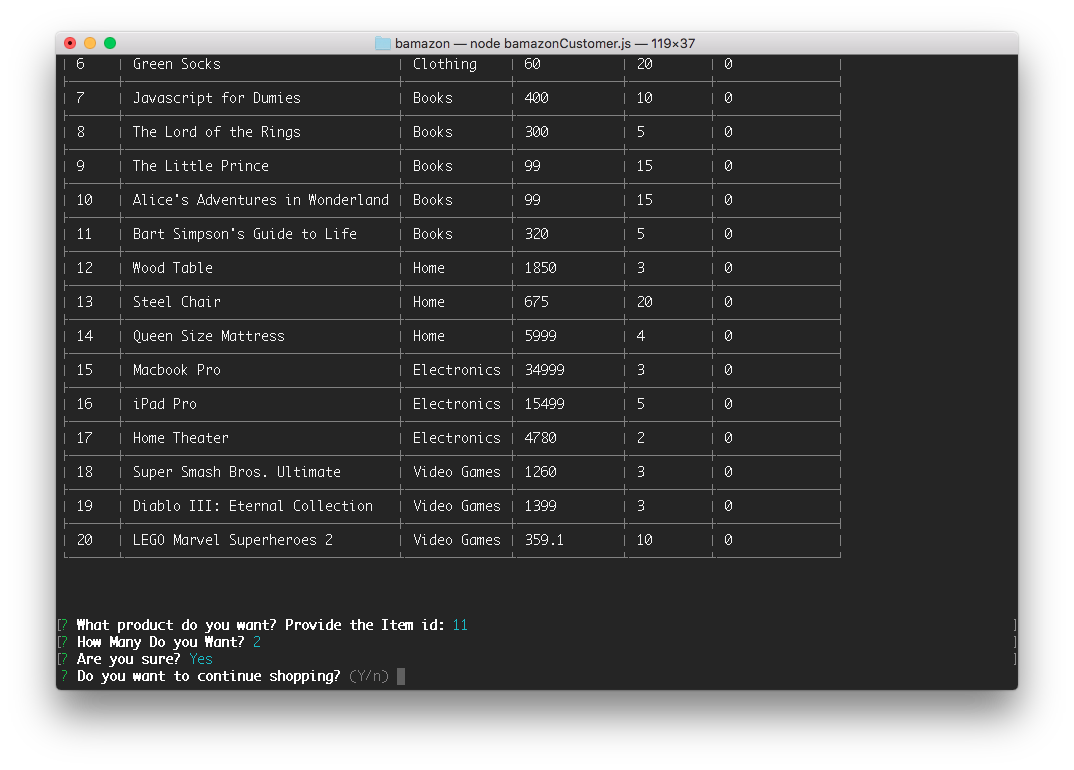 bamazon — node bamazonCustomer.js — 119×37
| 6 | Green Socks | Clothing | 60 | 20 | 0 |
| 7 | Javascript for Dumies | Books | 400 | 10 | 0 |
| 8 | The Lord of the Rings | Books | 300 | 5 | 0 |
| 9 | The Little Prince | Books | 99 | 15 | 0 |
| 10 | Alice's Adventures in Wonderland | Books | 99 | 15 | 0 |
| 11 | Bart Simpson's Guide to Life | Books | 320 | 5 | 0 |
| 12 | Wood Table | Home | 1850 | 3 | 0 |
| 13 | Steel Chair | Home | 675 | 20 | 0 |
| 14 | Queen Size Mattress | Home | 5999 | 4 | 0 |
| 15 | Macbook Pro | Electronics | 34999 | 3 | 0 |
| 16 | iPad Pro | Electronics | 15499 | 5 | 0 |
| 17 | Home Theater | Electronics | 4780 | 2 | 0 |
| 18 | Super Smash Bros. Ultimate | Video Games | 1260 | 3 | 0 |
| 19 | Diablo III: Eternal Collection | Video Games | 1399 | 3 | 0 |
| 20 | LEGO Marvel Superheroes 2 | Video Games | 359.1 | 10 | 0 |
[? What product do you want? Provide the Item id: 11 ]
[? How Many Do you Want? 2 ]
[? Are you sure? Yes ]
? Do you want to continue shopping? (Y/n)